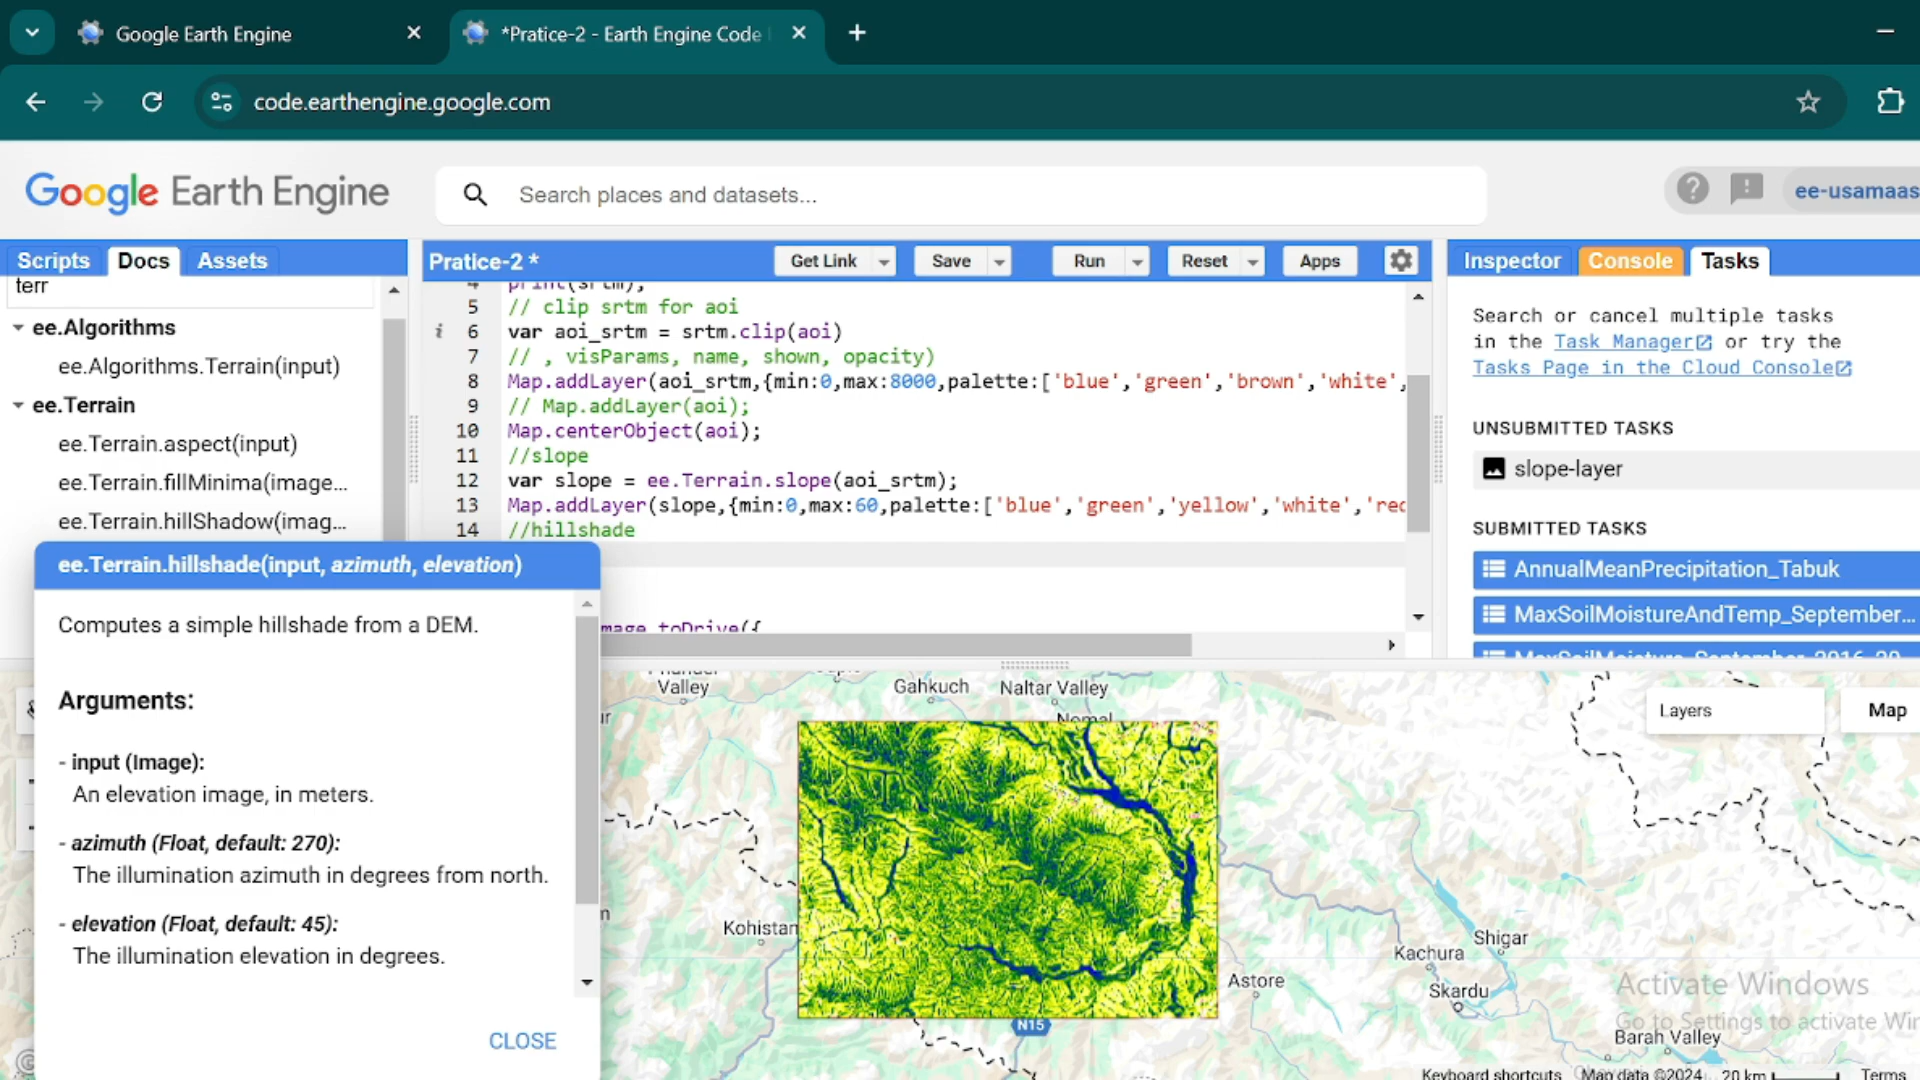 Google Earth Engine
*Pratice-2 - Earth Engine Code
code.earthengine.google.com
Google Earth Engine
Search places and datasets...
ee-usamaas
Scripts Docs Assets
terr
ee.Algorithms
ee.Algorithms.Terrain(input)
ee.Terrain
ee.Terrain.aspect(input)
ee.Terrain.fillMinima(image...
ee.Terrain.hillShadow(imag...
ee.Terrain.hillshade(input, azimuth, elevation)
Computes a simple hillshade from a DEM.
Arguments:
- input (Image):
An elevation image, in meters.
- azimuth (Float, default: 270):
The illumination azimuth in degrees from north.
- elevation (Float, default: 45):
The illumination elevation in degrees.
CLOSE
Pratice-2 *
Get Link Save Run Reset Apps
4 print(srtm);
5 // clip srtm for aoi
i 6 var aoi_srtm = srtm.clip(aoi)
7 // , visParams, name, shown, opacity)
8 Map.addLayer(aoi_srtm,{min:0,max:8000,palette:['blue','green','brown','white',
9 // Map.addLayer(aoi);
10 Map.centerObject(aoi);
11 //slope
12 var slope = ee.Terrain.slope(aoi_srtm);
13 Map.addLayer(slope,{min:0,max:60,palette:['blue','green','yellow','white','red
14 //hillshade
mage.toDrive({
Inspector Console Tasks
Search or cancel multiple tasks
in the Task Manager or try the
Tasks Page in the Cloud Console
UNSUBMITTED TASKS
slope-layer
SUBMITTED TASKS
AnnualMeanPrecipitation_Tabuk
MaxSoilMoistureAndTemp_September...
MaxSoilMoisture_September_2016_20
Valley
Gahkuch
Naltar Valley
Nomal
Layers
Map
Kohistan
Astore
Kachura
Shigar
Skardu
N15
Barah Valley
Activate Windows
Go to Settings to activate Win
Keyboard shortcuts Map data ©2024 20 km Terms